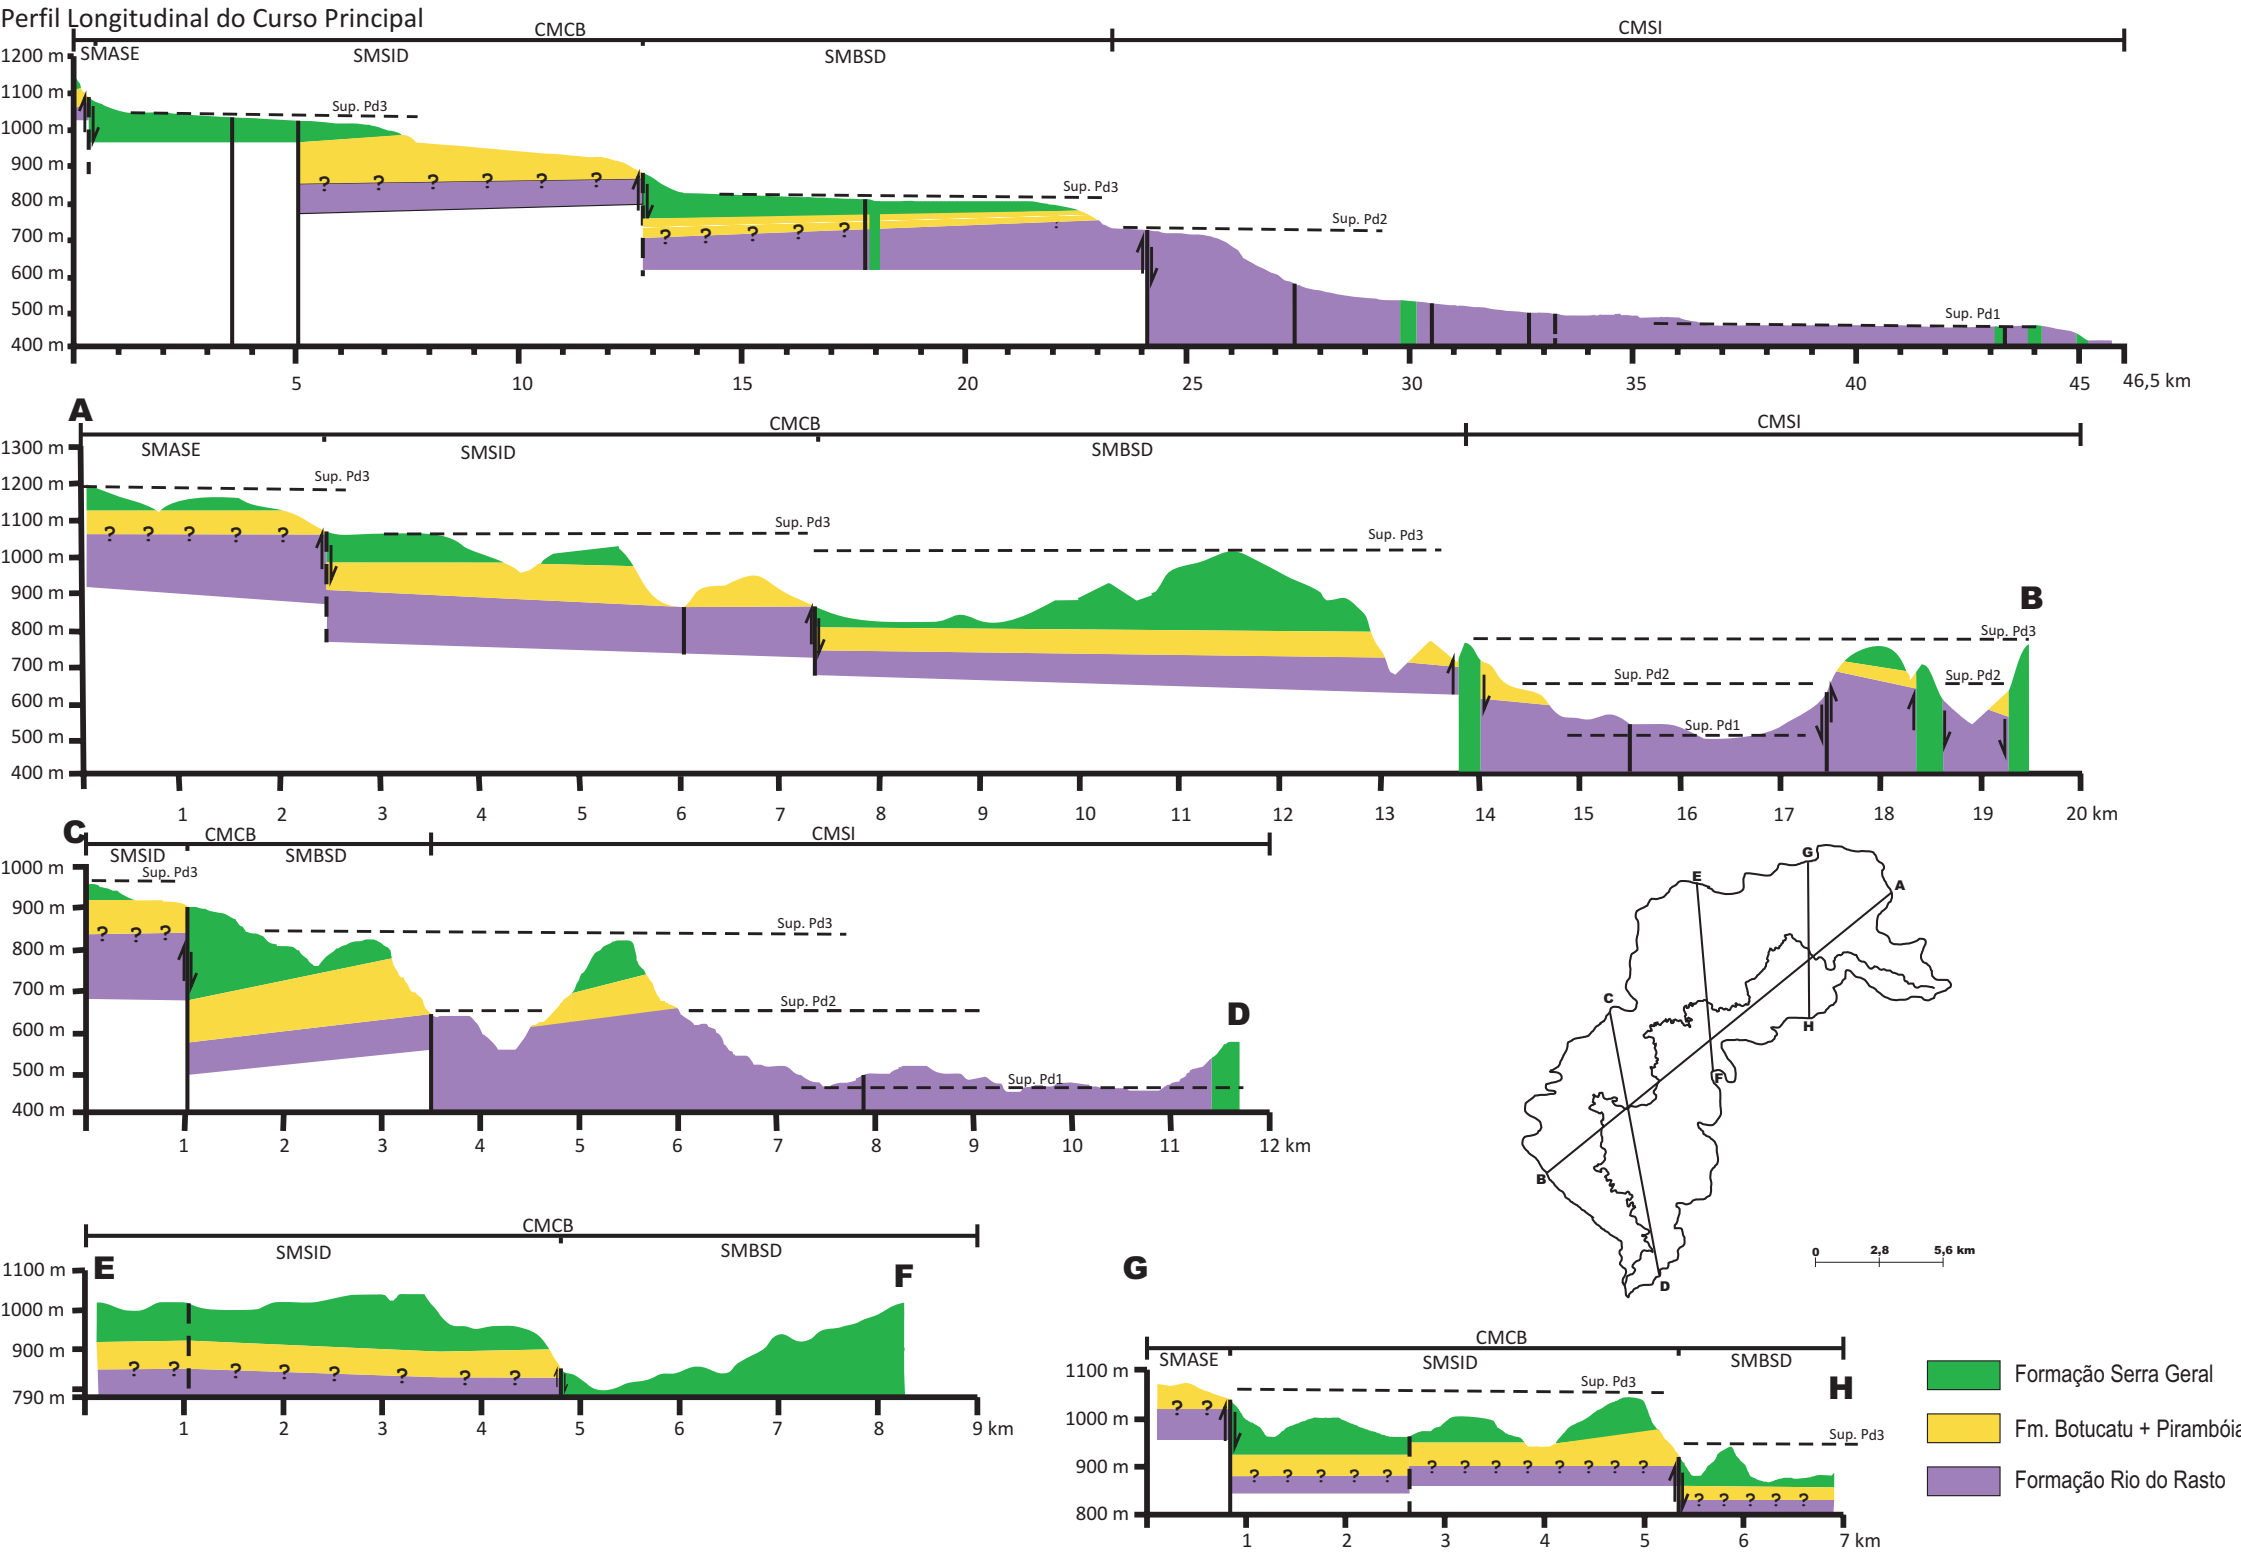 Perfil Longitudinal do Curso Principal
CMCB
CMSI
SMASE
SMSID
SMBSD
1200 m
1100 m
1000 m
900 m
800 m
700 m
600 m
500 m
400 m
Sup. Pd3
Sup. Pd3
Sup. Pd2
Sup. Pd1
? ? ? ? ? ?
? ? ? ? ? ?
5 10 15 20 25 30 35 40 45 46,5 km
A
CMCB
CMSI
SMASE
SMSID
SMBSD
1300 m
1200 m
1100 m
1000 m
900 m
800 m
700 m
600 m
500 m
400 m
Sup. Pd3
Sup. Pd3
Sup. Pd3
B
Sup. Pd3
Sup. Pd2
Sup. Pd2
Sup. Pd1
? ? ? ? ?
1 2 3 4 5 6 7 8 9 10 11 12 13 14 15 16 17 18 19 20 km
C
CMCB
CMSI
SMSID
SMBSD
1000 m
900 m
800 m
700 m
600 m
500 m
400 m
Sup. Pd3
Sup. Pd3
Sup. Pd2
D
Sup. Pd1
? ? ?
1 2 3 4 5 6 7 8 9 10 11 12 km
G
E
A
C
H
F
B
D
0 2,8 5,6 km
CMCB
SMSID
SMBSD
E
F
1100 m
1000 m
900 m
790 m
? ? ? ? ? ? ? ?
1 2 3 4 5 6 7 8 9 km
G
CMCB
SMASE
SMSID
SMBSD
H
1100 m
1000 m
900 m
800 m
Sup. Pd3
Sup. Pd3
? ?
? ? ? ? ?
? ? ? ? ? ? ?
? ? ? ? ?
1 2 3 4 5 6 7 km
Formação Serra Geral
Fm. Botucatu + Pirambóia
Formação Rio do Rasto